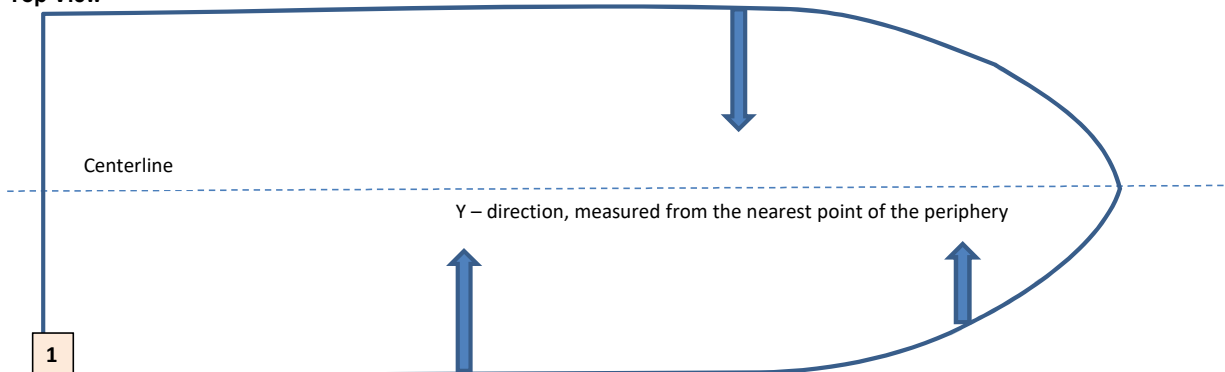 Top View
Centerline
Y – direction, measured from the nearest point of the periphery
1